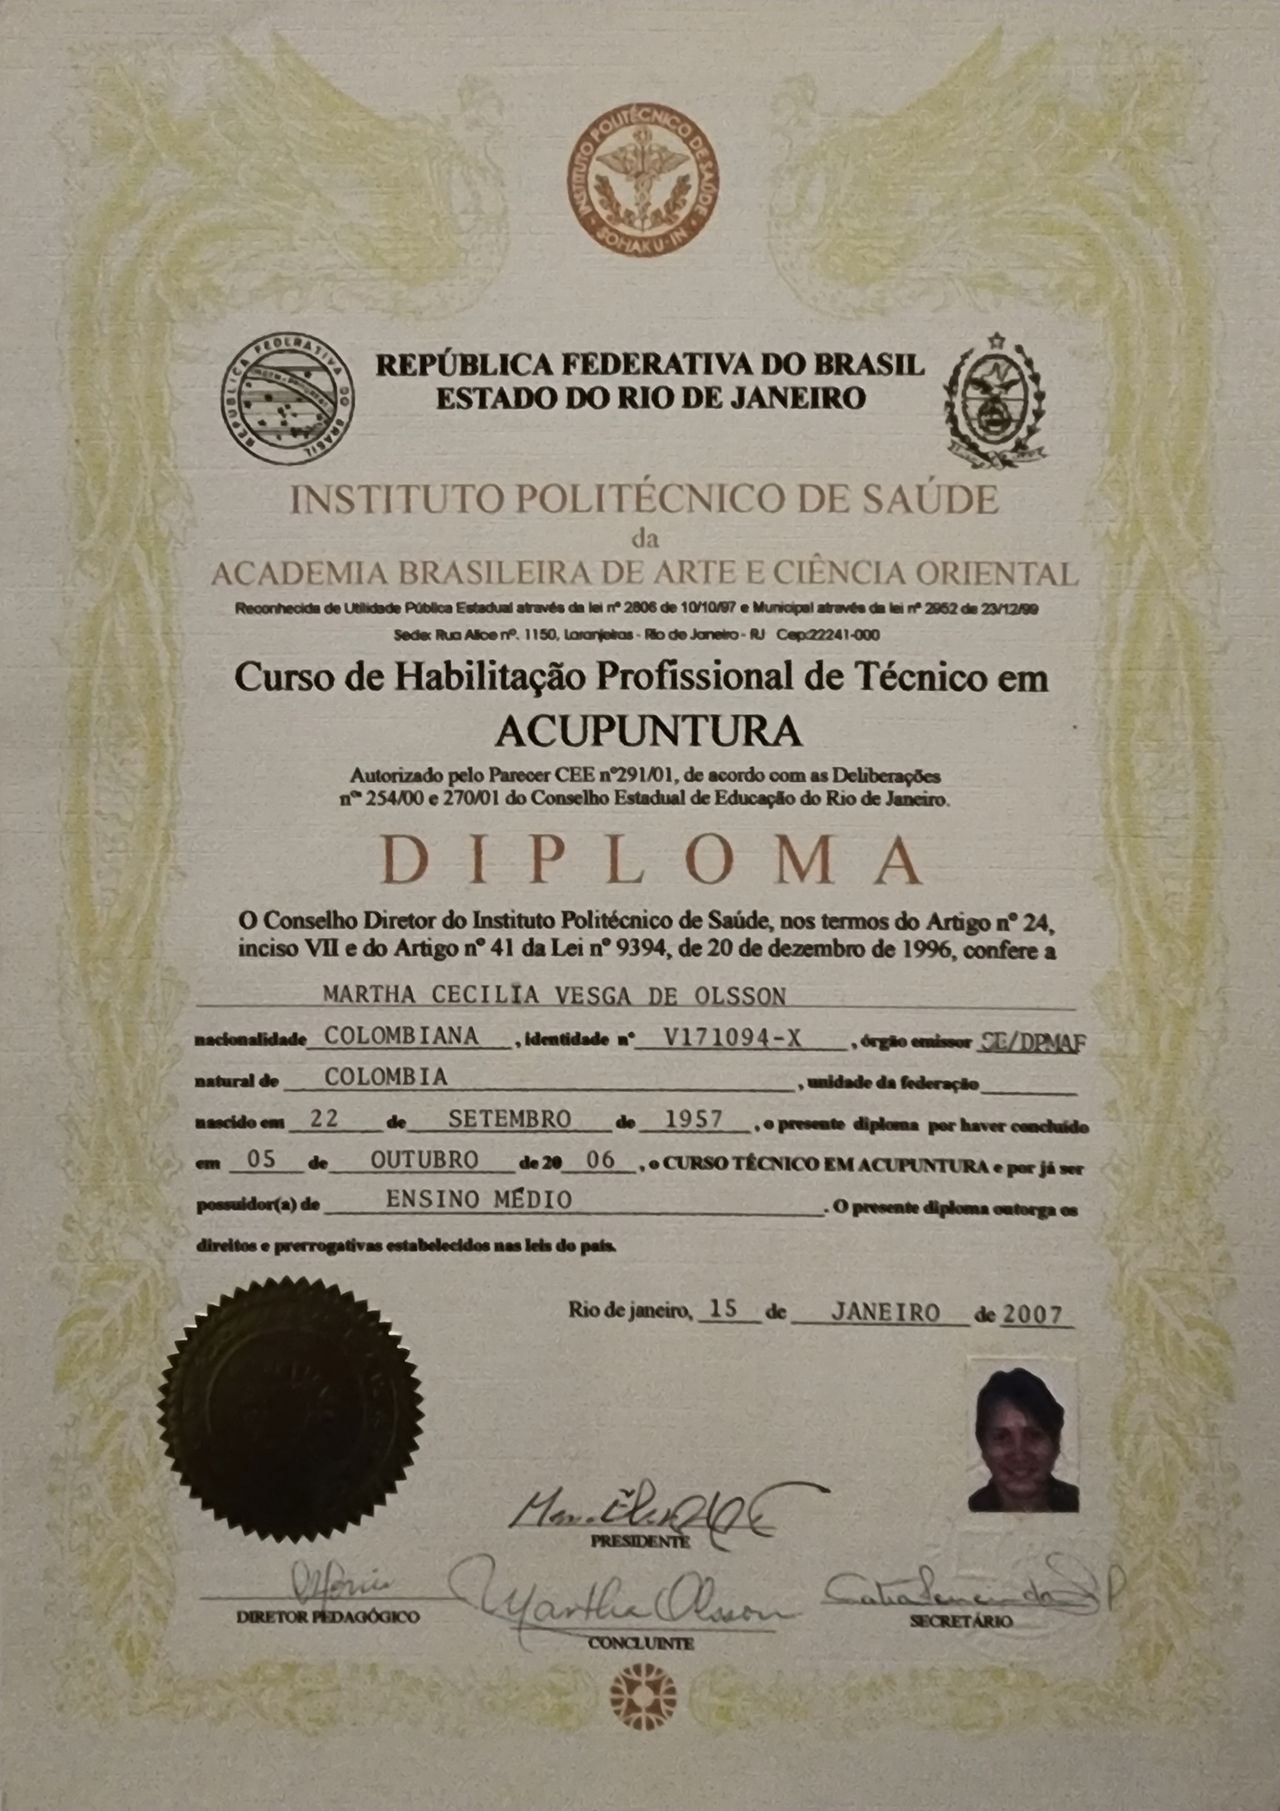 INSTITUTO POLITÉCNICO DE SAÚDE
SOHAKU-IN
REPÚBLICA FEDERATIVA DO BRASIL
REPÚBLICA FEDERATIVA DO BRASIL
ESTADO DO RIO DE JANEIRO
INSTITUTO POLITÉCNICO DE SAÚDE
da
ACADEMIA BRASILEIRA DE ARTE E CIÊNCIA ORIENTAL
Reconhecida de Utilidade Pública Estadual através da lei nº 2806 de 10/10/97 e Municipal através da lei nº 2952 de 23/12/99
Sede: Rua Alice nº. 1150, Laranjeiras - Rio de Janeiro - RJ Cep:22241-000
Curso de Habilitação Profissional de Técnico em
ACUPUNTURA
Autorizado pelo Parecer CEE nº291/01, de acordo com as Deliberações
nºˢ 254/00 e 270/01 do Conselho Estadual de Educação do Rio de Janeiro.
DIPLOMA
O Conselho Diretor do Instituto Politécnico de Saúde, nos termos do Artigo nº 24,
inciso VII e do Artigo nº 41 da Lei nº 9394, de 20 de dezembro de 1996, confere a
MARTHA CECILIA VESGA DE OLSSON
nacionalidade COLOMBIANA , identidade nº V171094-X , órgão emissor SE/DPMAF
natural de COLOMBIA , unidade da federação
nascido em 22 de SETEMBRO de 1957 , o presente diploma por haver concluído
em 05 de OUTUBRO de 20 06 , o CURSO TÉCNICO EM ACUPUNTURA e por já ser
possuidor(a) de ENSINO MÉDIO . O presente diploma outorga os
direitos e prerrogativas estabelecidos nas leis do país.
Rio de janeiro, 15 de JANEIRO de 2007
PRESIDENTE
DIRETOR PEDAGÓGICO
Martha Olsson
CONCLUINTE
SECRETÁRIO